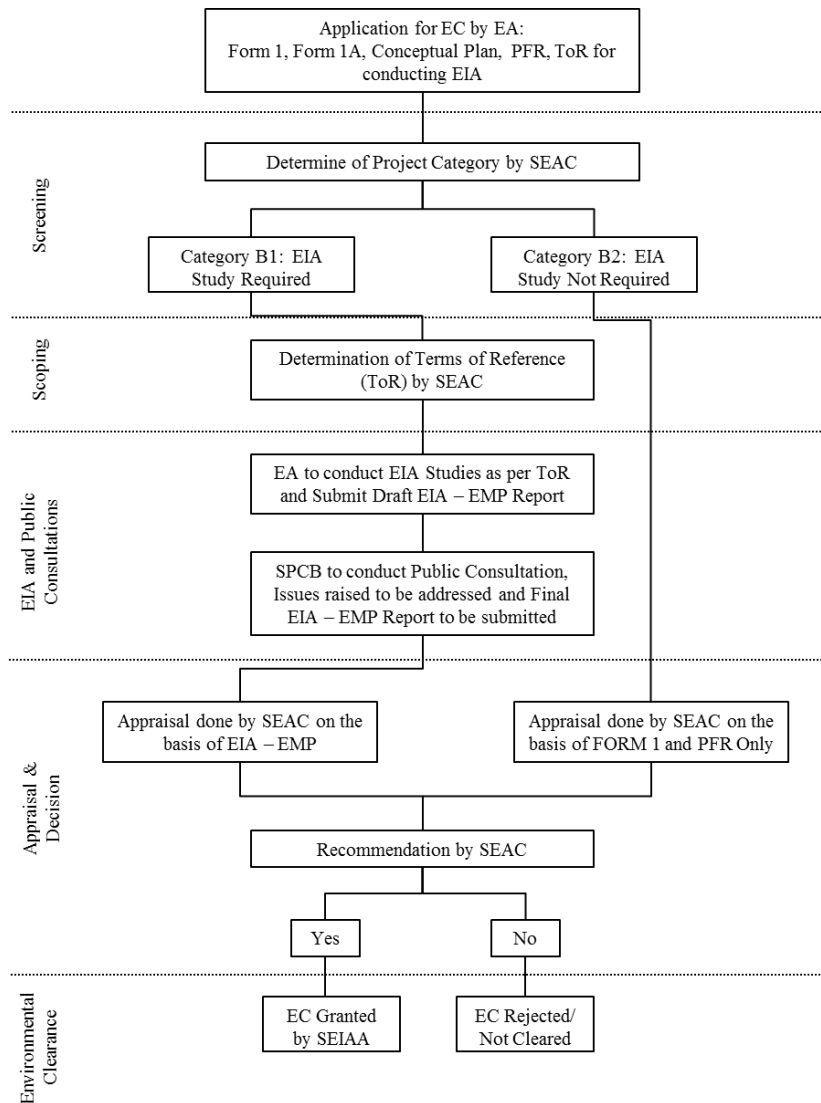 Application for EC by EA:
Form 1, Form 1A, Conceptual Plan, PFR, ToR for
conducting EIA
Screening
Determine of Project Category by SEAC
Category B1: EIA
Study Required
Category B2: EIA
Study Not Required
Scoping
Determination of Terms of Reference
(ToR) by SEAC
EIA and Public
Consultations
EA to conduct EIA Studies as per ToR
and Submit Draft EIA – EMP Report
SPCB to conduct Public Consultation,
Issues raised to be addressed and Final
EIA – EMP Report to be submitted
Appraisal &
Decision
Appraisal done by SEAC on the
basis of EIA – EMP
Appraisal done by SEAC on the
basis of FORM 1 and PFR Only
Recommendation by SEAC
Yes
No
Environmental
Clearance
EC Granted
by SEIAA
EC Rejected/
Not Cleared